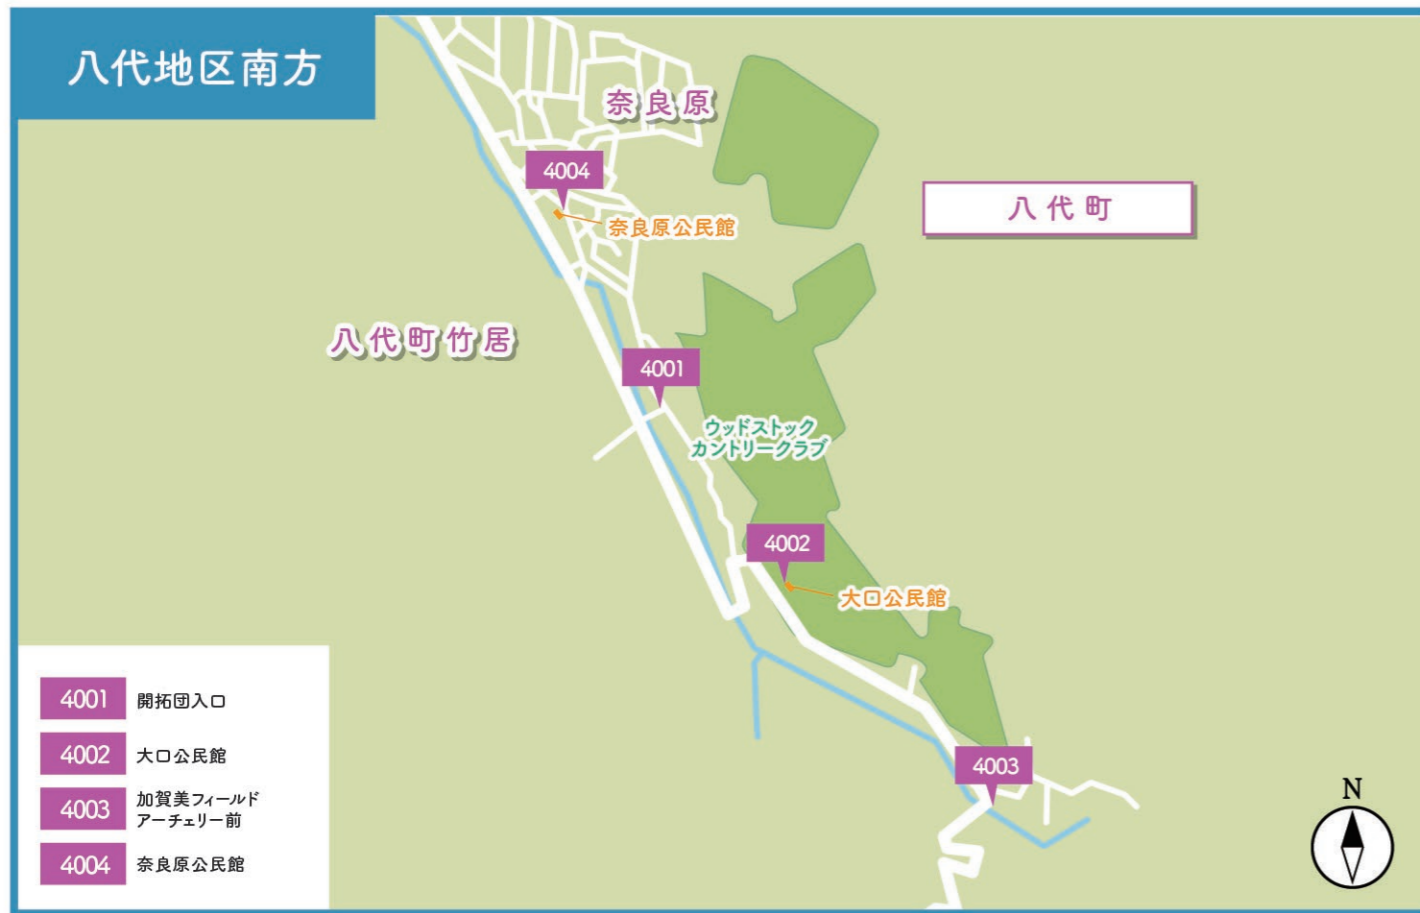 八代地区南方
奈良原
4004
八代町
奈良原公民館
八代町竹居
4001
ウッドストック
カントリークラブ
4002
大口公民館
4003
4001 開拓団入口
4002 大口公民館
4003 加賀美フィールド
アーチェリー前
4004 奈良原公民館
N